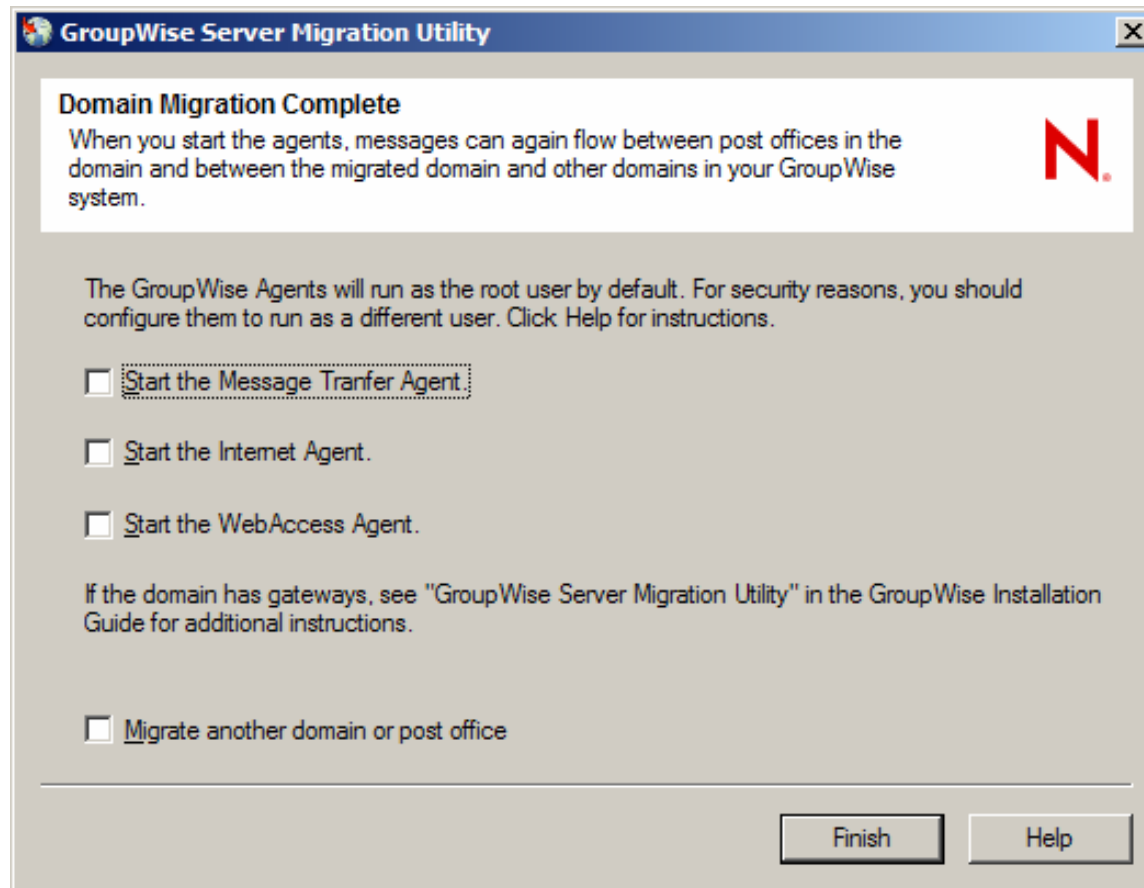 GroupWise Server Migration Utility
Domain Migration Complete
When you start the agents, messages can again flow between post offices in the
domain and between the migrated domain and other domains in your GroupWise
system.
N®
The GroupWise Agents will run as the root user by default. For security reasons, you should
configure them to run as a different user. Click Help for instructions.
Start the Message Tranfer Agent.
Start the Internet Agent.
Start the WebAccess Agent.
If the domain has gateways, see "GroupWise Server Migration Utility" in the GroupWise Installation
Guide for additional instructions.
Migrate another domain or post office
Finish
Help